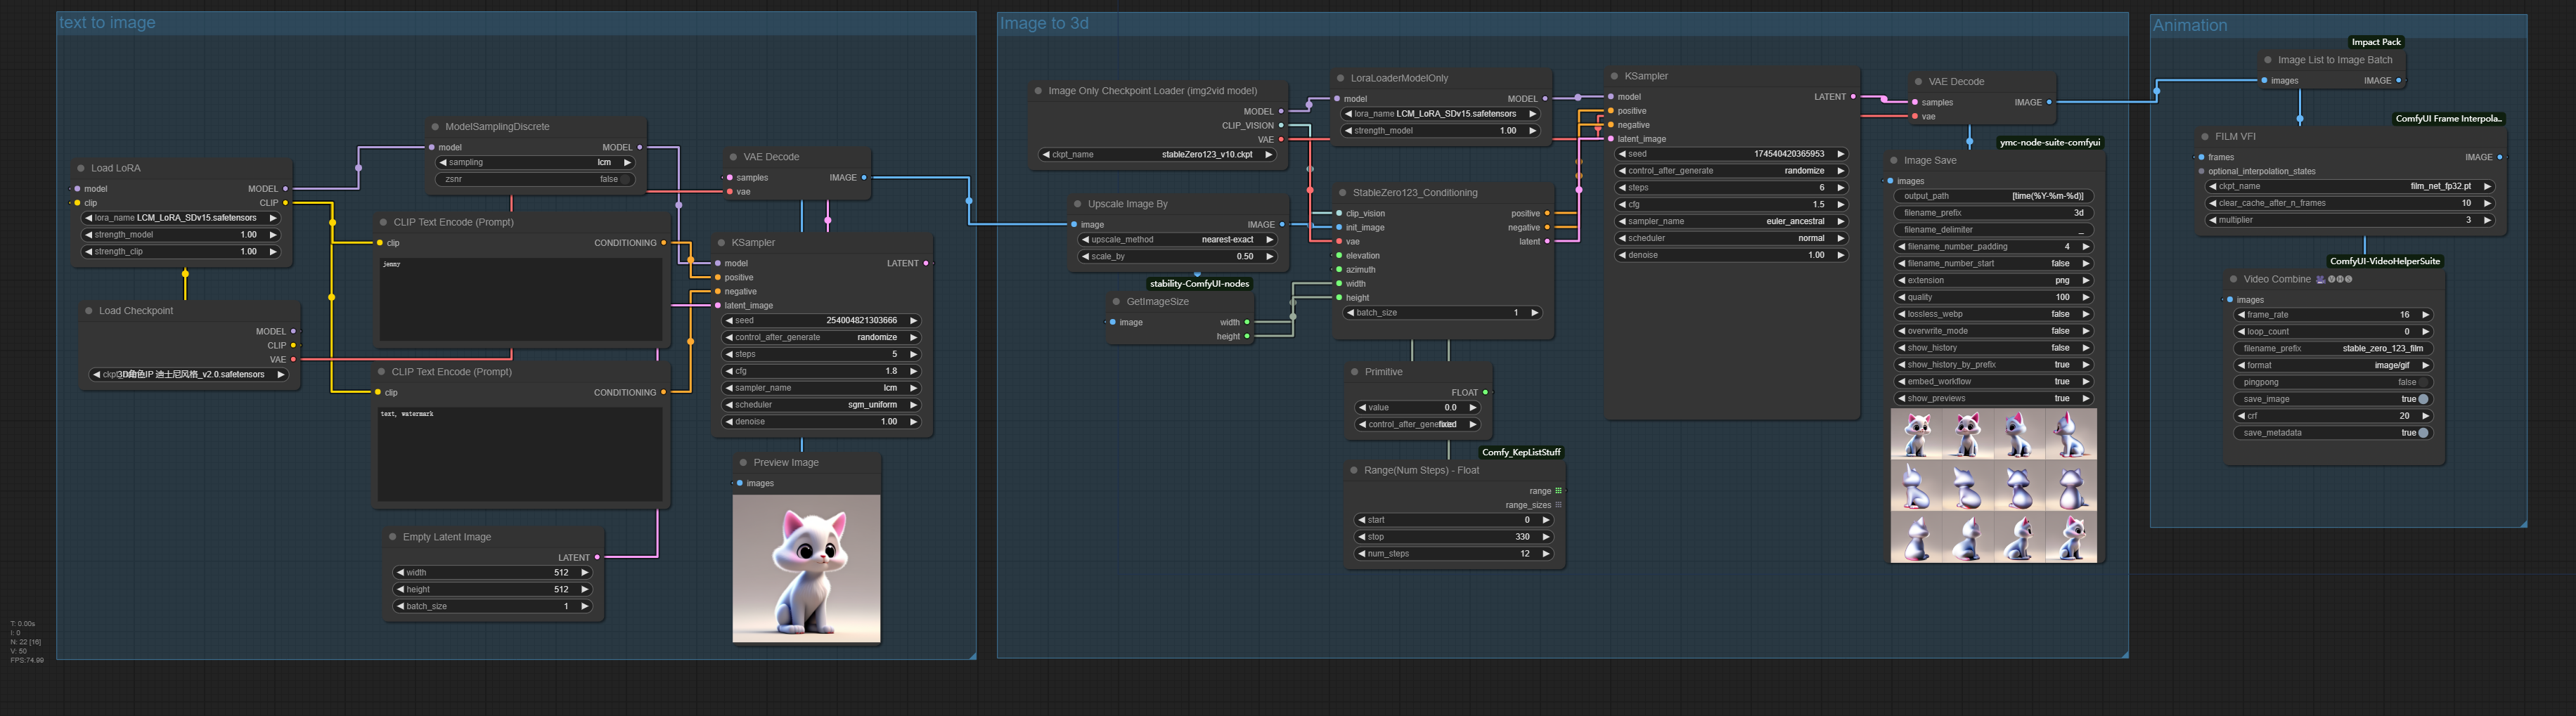 text to image
Load LoRA
model
MODEL
clip
CLIP
lora_name LCM_LoRA_SDv15.safetensors
strength_model 1.00
strength_clip 1.00
Load Checkpoint
MODEL
CLIP
VAE
3D角色IP 迪士尼风格_v2.0.safetensors
ModelSamplingDiscrete
model
MODEL
sampling lcm
zsnr false
CLIP Text Encode (Prompt)
clip
CONDITIONING
jenny
CLIP Text Encode (Prompt)
clip
CONDITIONING
text, watermark
Empty Latent Image
LATENT
width 512
height 512
batch_size 1
VAE Decode
samples
IMAGE
vae
KSampler
model
LATENT
positive
negative
latent_image
seed 254004821303666
control_after_generate randomize
steps 5
cfg 1.8
sampler_name lcm
scheduler sgm_uniform
denoise 1.00
Preview Image
images
T: 0.00s
I: 0
N: 22 [16]
V: 50
FPS:74.99
Image to 3d
Image Only Checkpoint Loader (img2vid model)
MODEL
CLIP_VISION
VAE
ckpt_name stableZero123_v10.ckpt
Upscale Image By
image
IMAGE
upscale_method nearest-exact
scale_by 0.50
stability-ComfyUI-nodes
GetImageSize
image
width
height
LoraLoaderModelOnly
model
MODEL
lora_name LCM_LoRA_SDv15.safetensors
strength_model 1.00
StableZero123_Conditioning
clip_vision
positive
init_image
negative
vae
latent
elevation
azimuth
width
height
batch_size 1
Primitive
FLOAT
value 0.0
control_after_generate fixed
Comfy_KepListStuff
Range(Num Steps) - Float
range
range_sizes
start 0
stop 330
num_steps 12
KSampler
model
LATENT
positive
negative
latent_image
seed 174540420365953
control_after_generate randomize
steps 6
cfg 1.5
sampler_name euler_ancestral
scheduler normal
denoise 1.00
VAE Decode
samples
IMAGE
vae
ymc-node-suite-comfyui
Image Save
images
output_path [time(%Y-%m-%d)]
filename_prefix 3d
filename_delimiter _
filename_number_padding 4
filename_number_start false
extension png
quality 100
lossless_webp false
overwrite_mode false
show_history false
show_history_by_prefix true
embed_workflow true
show_previews true
Animation
Impact Pack
Image List to Image Batch
images
IMAGE
ComfyUI Frame Interpola..
FILM VFI
frames
IMAGE
optional_interpolation_states
ckpt_name film_net_fp32.pt
clear_cache_after_n_frames 10
multiplier 3
ComfyUI-VideoHelperSuite
Video Combine 🎥🅥🅗🅢
images
frame_rate 16
loop_count 0
filename_prefix stable_zero_123_film
format image/gif
pingpong false
save_image true
crf 20
save_metadata true